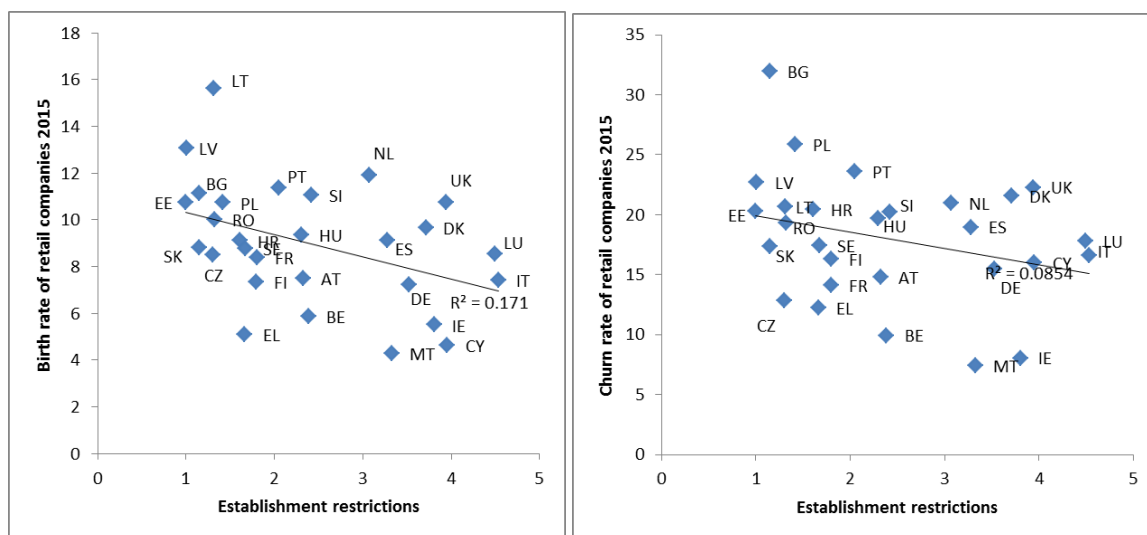 18
16
14
12
10
8
6
4
2
0
Birth rate of retail companies 2015
LT
LV
BG
EE
PL
RO
PT
SI
NL
UK
SK
HR
SE
CZ
FR
HU
ES
DK
LU
FI
AT
DE
IT
R² = 0.171
EL
BE
IE
MT
CY
0 1 2 3 4 5
Establishment restrictions
35
30
25
20
15
10
5
0
Churn rate of retail companies 2015
BG
PL
LV
PT
EE
LT
RO
HR
SI
HU
NL
UK
DK
ES
SK
SE
FI
LU
IT
CY
R² = 0.0854
DE
FR
AT
CZ
EL
BE
MT
IE
0 1 2 3 4 5
Establishment restrictions